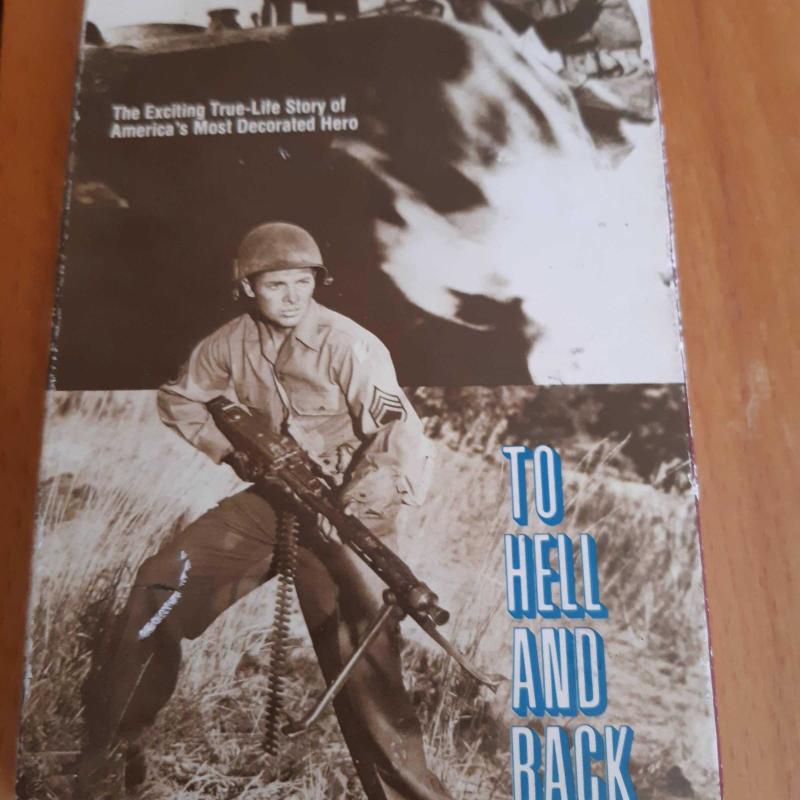 The Exciting True-Life Story of
America's Most Decorated Hero
TO
HELL
AND
BACK